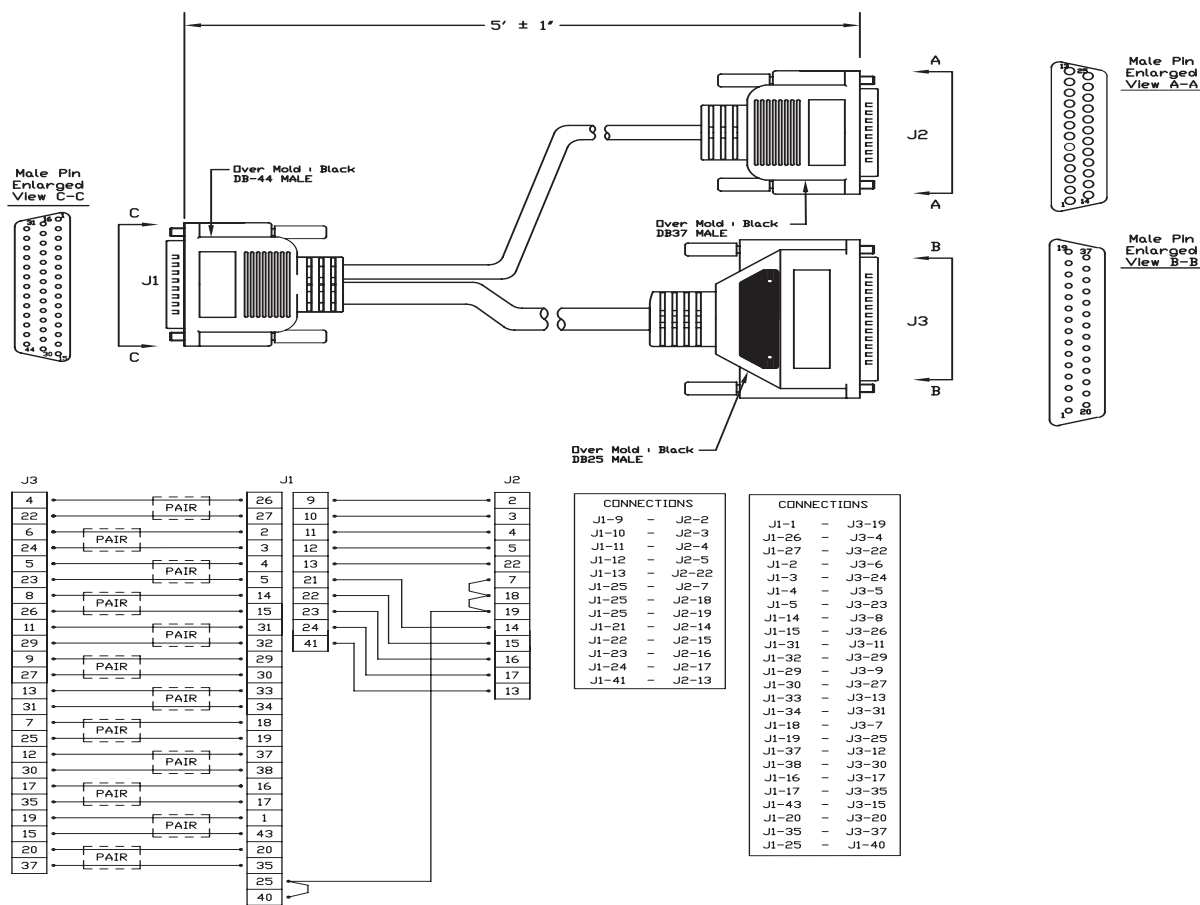 5' ± 1"
A
J2
A
Male Pin
Enlarged
View A-A
13 25
1 14
Over Mold : Black
DB-44 MALE
Male Pin
Enlarged
View C-C
31 16 1
44 30 15
C
J1
C
Over Mold : Black
DB37 MALE
B
J3
B
Male Pin
Enlarged
View B-B
19 37
1 20
Over Mold : Black
DB25 MALE
J3 J1 J2
4 PAIR 26 9 2
22 27 10 3
6 PAIR 2 11 4
24 3 12 5
5 PAIR 4 13 22
23 5 21 7
8 PAIR 14 22 18
26 15 23 19
11 PAIR 31 24 14
29 32 41 15
9 PAIR 29 16
27 30 17
13 PAIR 33 13
31 34
7 PAIR 18
25 19
12 PAIR 37
30 38
17 PAIR 16
35 17
19 PAIR 1
15 43
20 PAIR 20
37 35
25
40
CONNECTIONS
J1-9 - J2-2
J1-10 - J2-3
J1-11 - J2-4
J1-12 - J2-5
J1-13 - J2-22
J1-25 - J2-7
J1-25 - J2-18
J1-25 - J2-19
J1-21 - J2-14
J1-22 - J2-15
J1-23 - J2-16
J1-24 - J2-17
J1-41 - J2-13
CONNECTIONS
J1-1 - J3-19
J1-26 - J3-4
J1-27 - J3-22
J1-2 - J3-6
J1-3 - J3-24
J1-4 - J3-5
J1-5 - J3-23
J1-14 - J3-8
J1-15 - J3-26
J1-31 - J3-11
J1-32 - J3-29
J1-29 - J3-9
J1-30 - J3-27
J1-33 - J3-13
J1-34 - J3-31
J1-18 - J3-7
J1-19 - J3-25
J1-37 - J3-12
J1-38 - J3-30
J1-16 - J3-17
J1-17 - J3-35
J1-43 - J3-15
J1-20 - J3-20
J1-35 - J3-37
J1-25 - J1-40